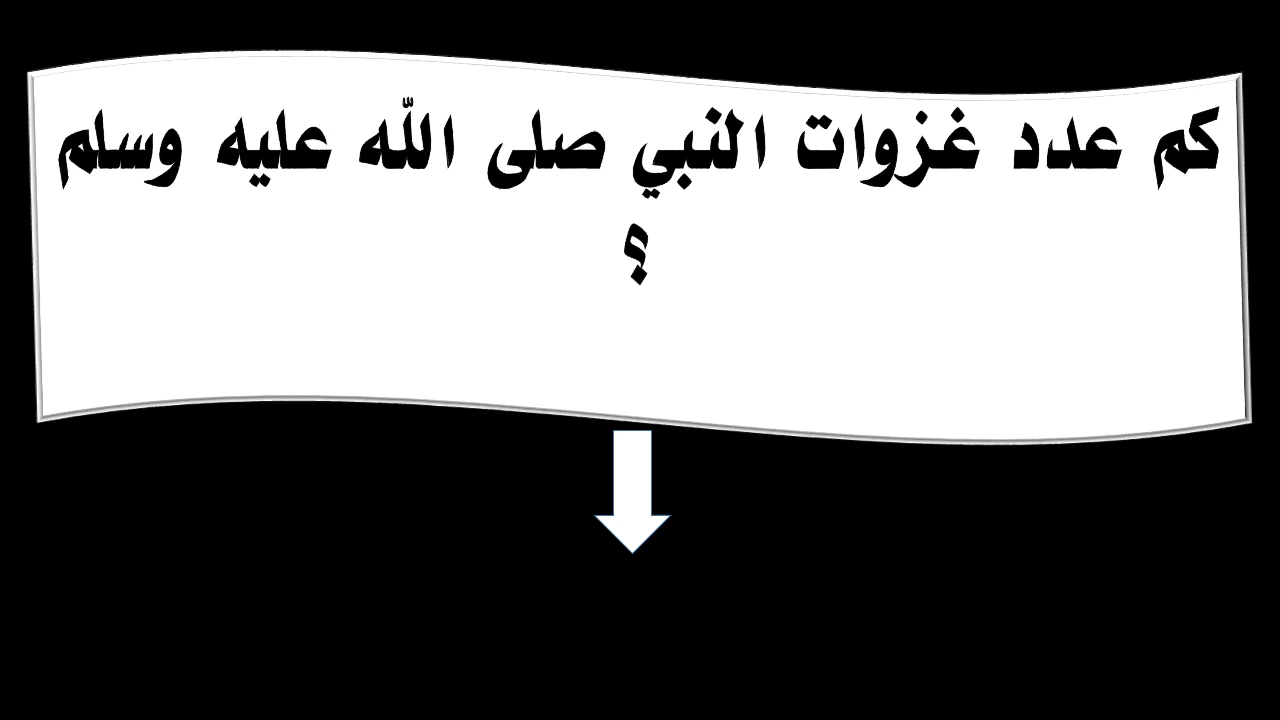 كم عدد غزوات النبي صلى الله عليه وسلم
؟